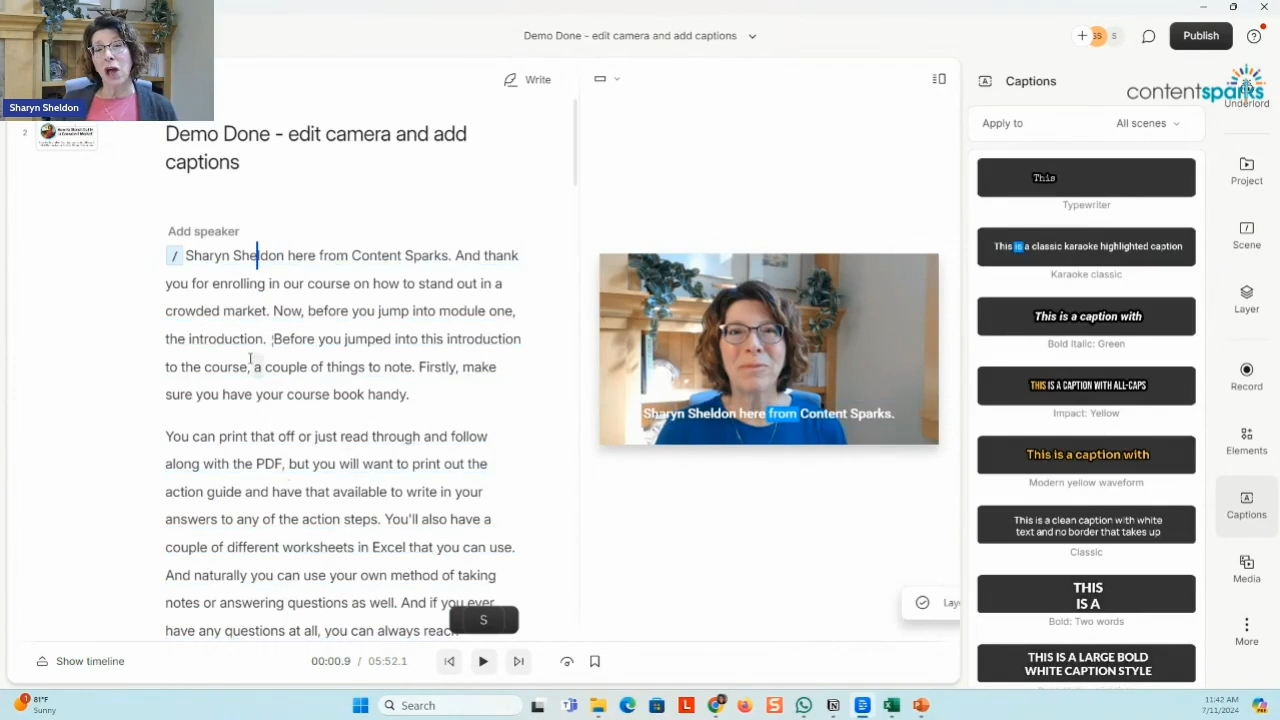 Sharyn Sheldon
Demo Done - edit camera and add captions
SS
S
Publish
Write
Captions
contentsparks
Underlord
Apply to
All scenes
2
Demo Done - edit camera and add
captions
Add speaker
/ Sharyn Sheldon here from Content Sparks. And thank
you for enrolling in our course on how to stand out in a
crowded market. Now, before you jump into module one,
the introduction. Before you jumped into this introduction
to the course, a couple of things to note. Firstly, make
sure you have your course book handy.
You can print that off or just read through and follow
along with the PDF, but you will want to print out the
action guide and have that available to write in your
answers to any of the action steps. You'll also have a
couple of different worksheets in Excel that you can use.
And naturally you can use your own method of taking
notes or answering questions as well. And if you ever
have any questions at all, you can always reach
S
Sharyn Sheldon here from Content Sparks.
Lay
This
Typewriter
This is a classic karaoke highlighted caption
Karaoke classic
This is a caption with
Bold Italic: Green
THIS IS A CAPTION WITH ALL-CAPS
Impact: Yellow
This is a caption with
Modern yellow waveform
This is a clean caption with white
text and no border that takes up
Classic
THIS
IS A
Bold: Two words
THIS IS A LARGE BOLD
WHITE CAPTION STYLE
Project
Scene
Layer
Record
Elements
Captions
Media
More
Show timeline
00:00.9 / 05:52.1
1
81°F
Sunny
Search
L
S
11:42 AM
7/11/2024